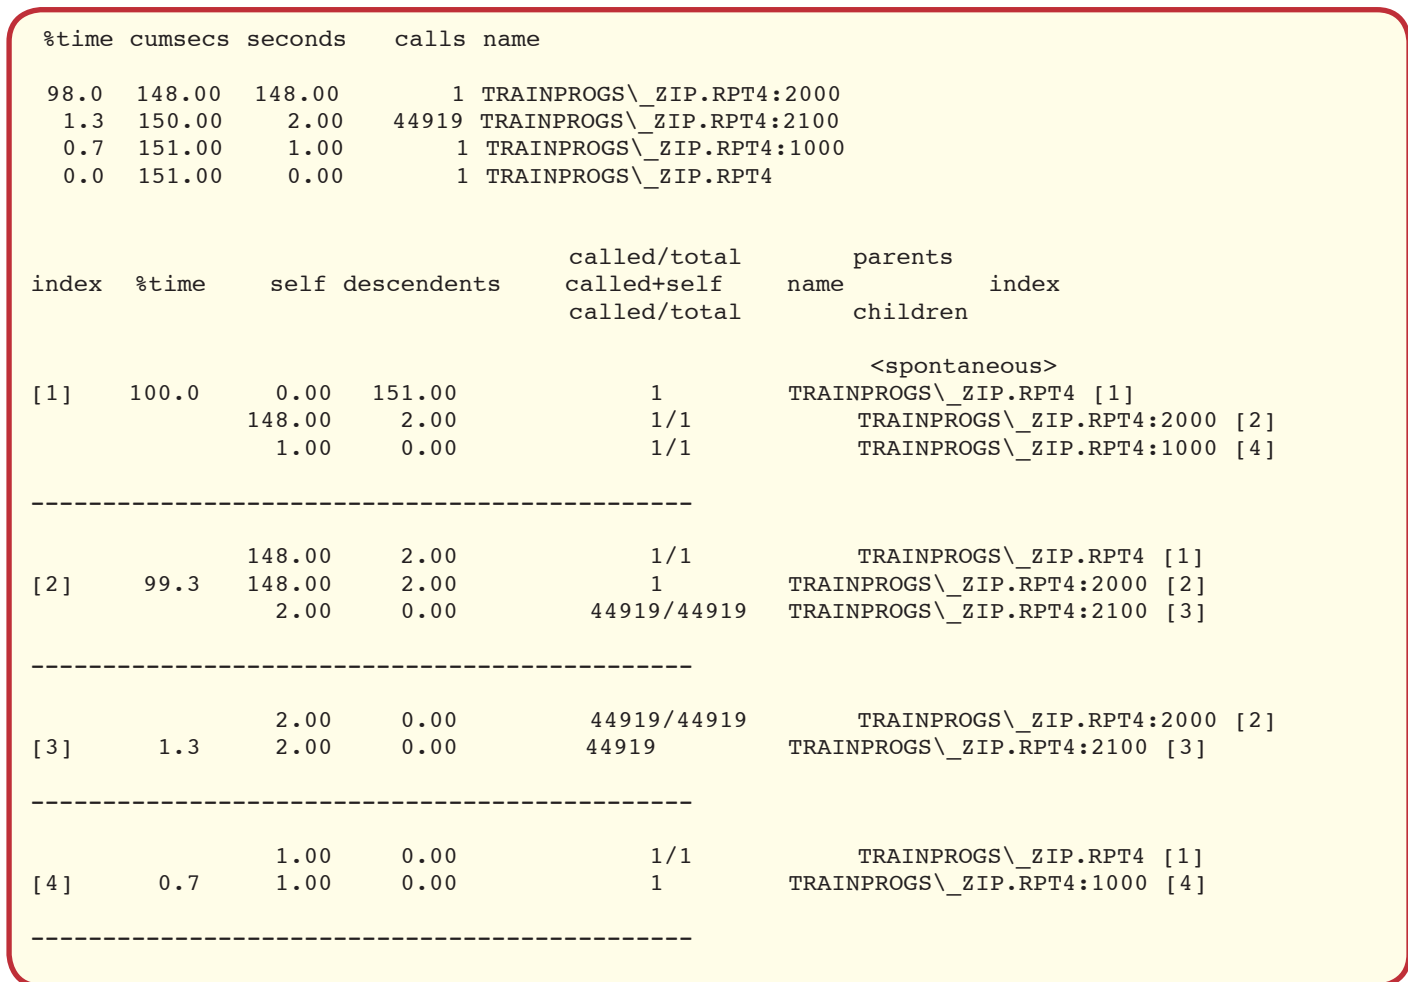 %time cumsecs seconds calls name
98.0 148.00 148.00 1 TRAINPROGS\_ZIP.RPT4:2000
1.3 150.00 2.00 44919 TRAINPROGS\_ZIP.RPT4:2100
0.7 151.00 1.00 1 TRAINPROGS\_ZIP.RPT4:1000
0.0 151.00 0.00 1 TRAINPROGS\_ZIP.RPT4
called/total parents
index %time self descendents called+self name index
called/total children
<spontaneous>
[1] 100.0 0.00 151.00 1 TRAINPROGS\_ZIP.RPT4 [1]
148.00 2.00 1/1 TRAINPROGS\_ZIP.RPT4:2000 [2]
1.00 0.00 1/1 TRAINPROGS\_ZIP.RPT4:1000 [4]
----------------------------------------------
148.00 2.00 1/1 TRAINPROGS\_ZIP.RPT4 [1]
[2] 99.3 148.00 2.00 1 TRAINPROGS\_ZIP.RPT4:2000 [2]
2.00 0.00 44919/44919 TRAINPROGS\_ZIP.RPT4:2100 [3]
----------------------------------------------
2.00 0.00 44919/44919 TRAINPROGS\_ZIP.RPT4:2000 [2]
[3] 1.3 2.00 0.00 44919 TRAINPROGS\_ZIP.RPT4:2100 [3]
----------------------------------------------
1.00 0.00 1/1 TRAINPROGS\_ZIP.RPT4 [1]
[4] 0.7 1.00 0.00 1 TRAINPROGS\_ZIP.RPT4:1000 [4]
----------------------------------------------